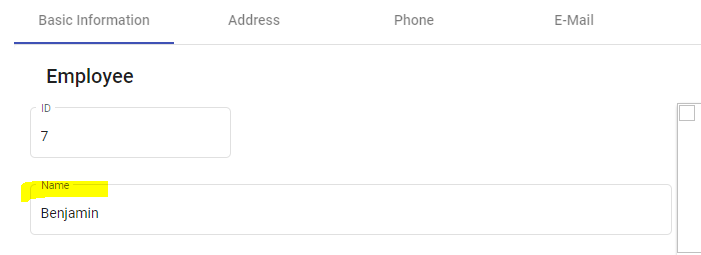 Basic Information Address Phone E-Mail
Employee
ID
7
Name
Benjamin